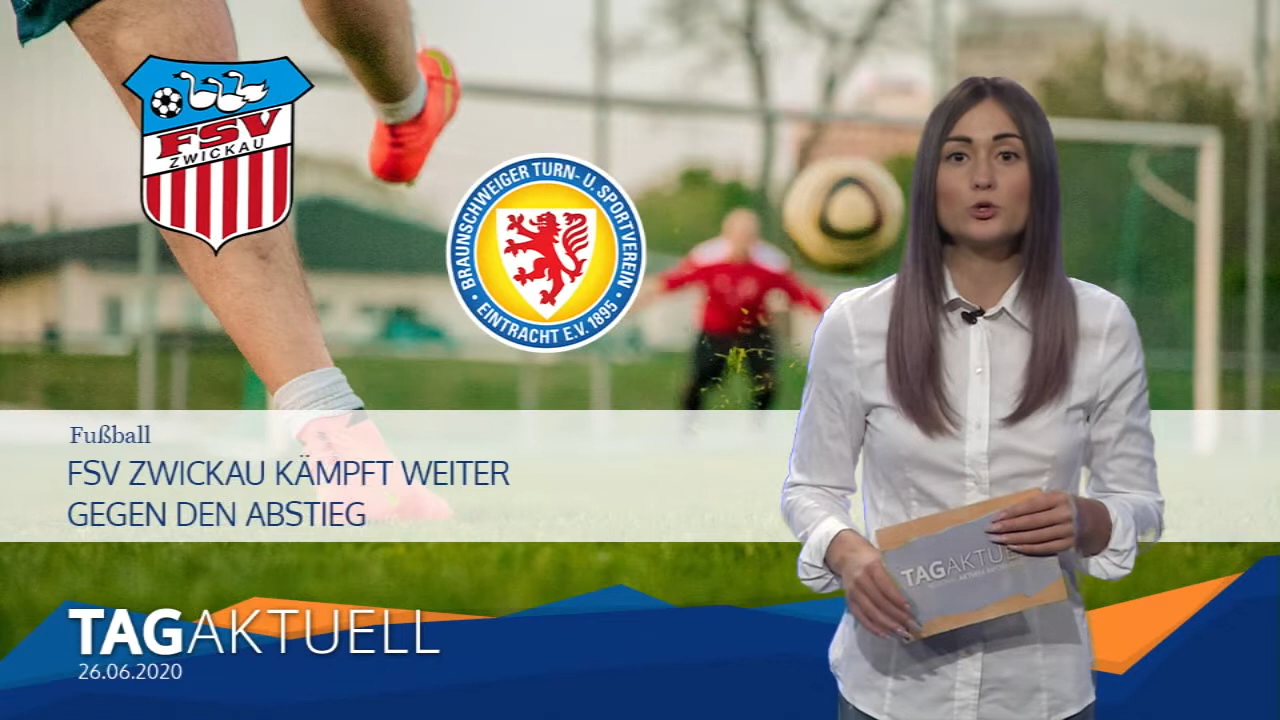 FSV
ZWICKAU
BRAUNSCHWEIGER TURN- U. SPORTVEREIN
EINTRACHT E.V. 1895
Fußball
FSV ZWICKAU KÄMPFT WEITER
GEGEN DEN ABSTIEG
TAGAKTUELL
26.06.2020
TAGAKTUE